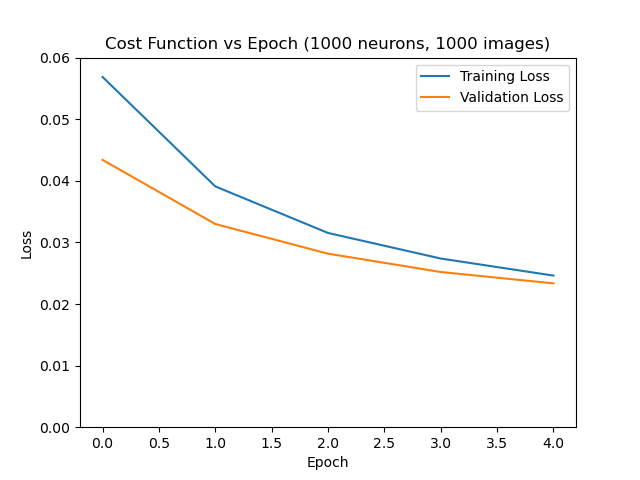 Cost Function vs Epoch (1000 neurons, 1000 images)
Training Loss
Validation Loss
0.06
0.05
0.04
0.03
0.02
0.01
0.00
Loss
0.0 0.5 1.0 1.5 2.0 2.5 3.0 3.5 4.0
Epoch